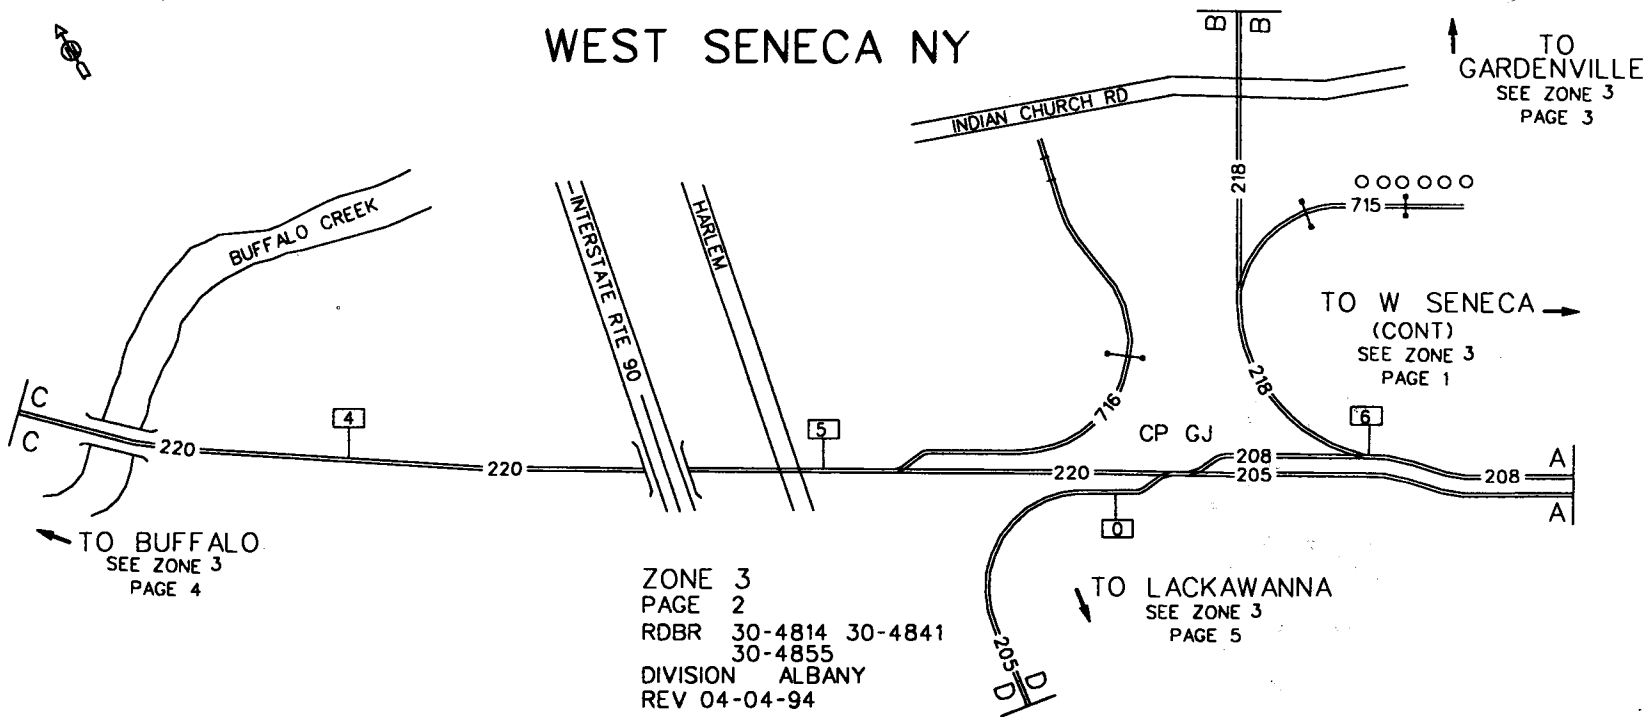 WEST SENECA NY
B B
TO
GARDENVILLE
SEE ZONE 3
PAGE 3
INDIAN CHURCH RD
218
715
BUFFALO CREEK
INTERSTATE RTE 90
HARLEM
TO W SENECA
(CONT)
SEE ZONE 3
PAGE 1
218
716
C
C
4
5
6
CP GJ
220
220
220
208
205
208
A
A
0
TO BUFFALO
SEE ZONE 3
PAGE 4
TO LACKAWANNA
SEE ZONE 3
PAGE 5
205
D D
ZONE 3
PAGE 2
RDBR 30-4814 30-4841
30-4855
DIVISION ALBANY
REV 04-04-94